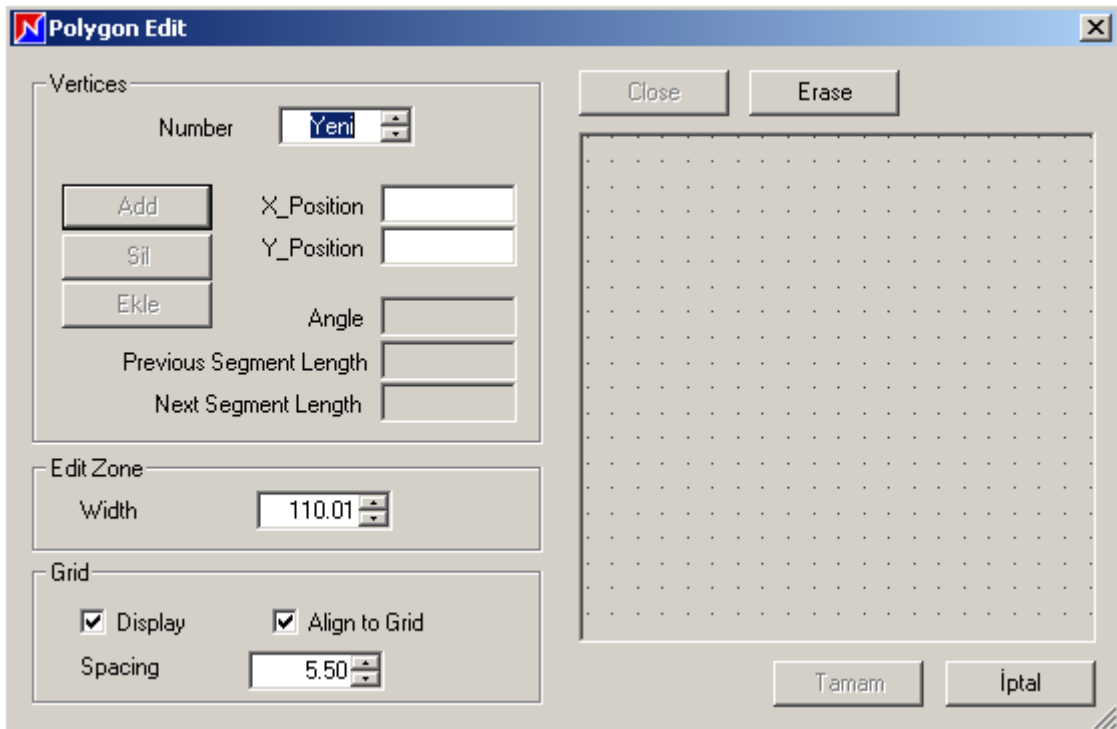 Polygon Edit
Vertices
Number Yeni
Add
Sil
Ekle
X_Position
Y_Position
Angle
Previous Segment Length
Next Segment Length
Edit Zone
Width 110.01
Grid
Display Align to Grid
Spacing 5.50
Close Erase
Tamam İptal